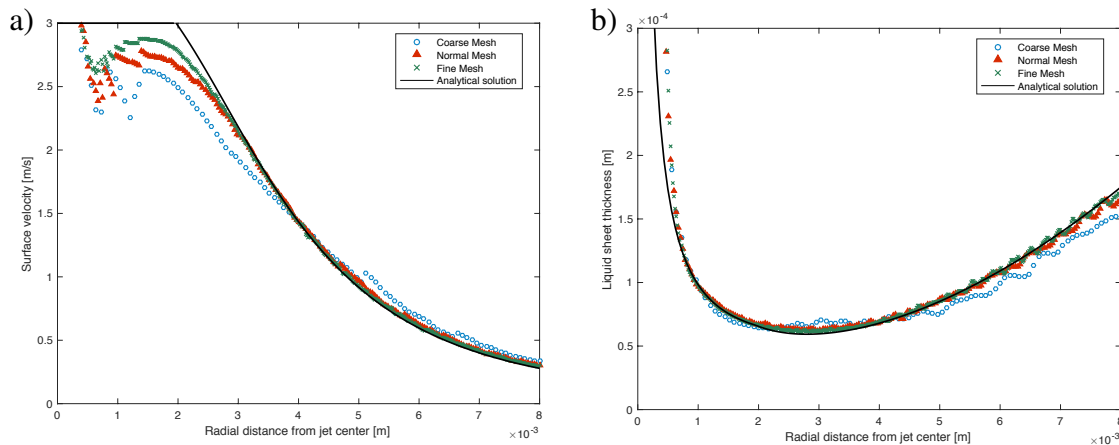 a)
3
2.5
2
1.5
1
0.5
0
0
1
2
3
4
5
6
7
8
×10⁻³
Surface velocity [m/s]
Radial distance from jet center [m]
Coarse Mesh
Normal Mesh
Fine Mesh
Analytical solution
b)
×10⁻⁴
3
2.5
2
1.5
1
0.5
0
0
1
2
3
4
5
6
7
8
×10⁻³
Liquid sheet thickness [m]
Radial distance from jet center [m]
Coarse Mesh
Normal Mesh
Fine Mesh
Analytical solution